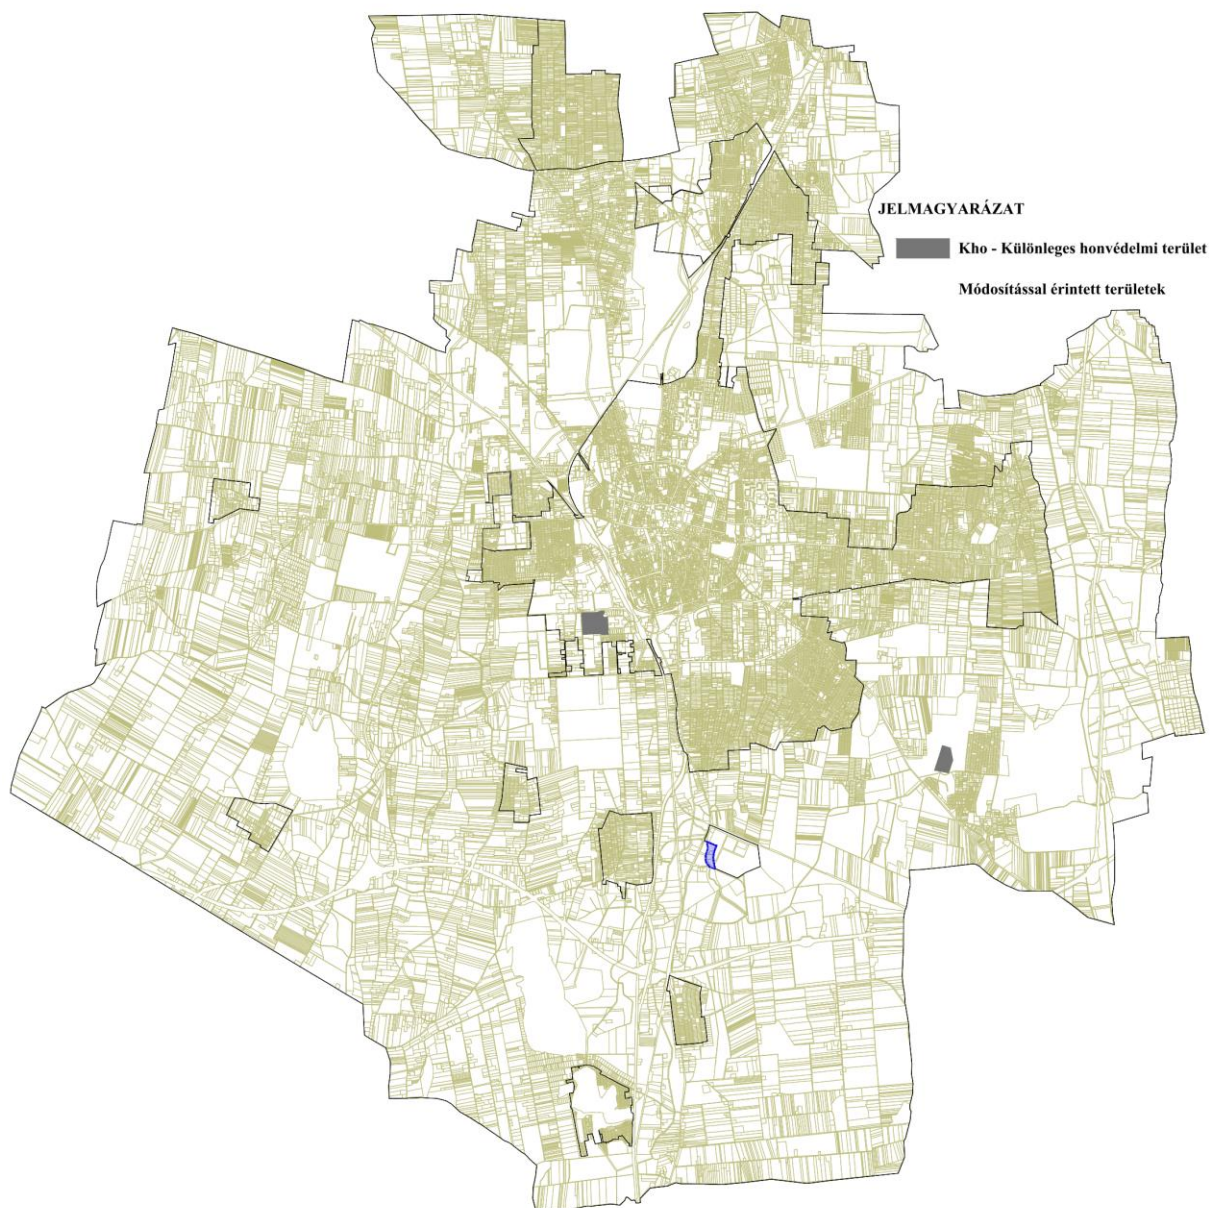 JELMAGYARÁZAT
Kho - Különleges honvédelmi terület
Módosítással érintett területek